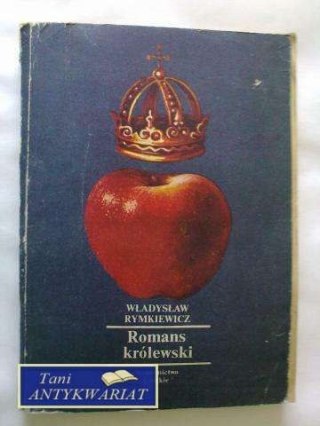 WŁADYSŁAW
RYMKIEWICZ
Romans
królewski
Tani
ANTYKWARIAT